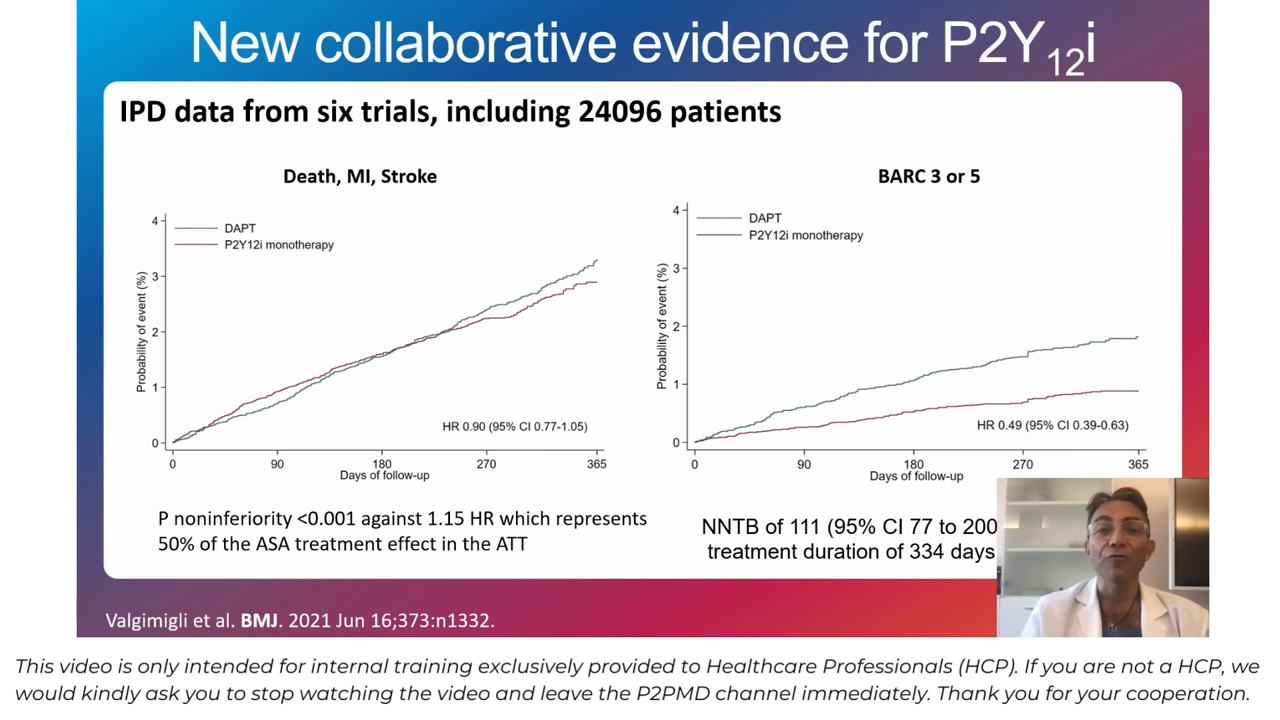 New collaborative evidence for P2Y12i
IPD data from six trials, including 24096 patients
Death, MI, Stroke
4
3
2
1
0
Probability of event (%)
DAPT
P2Y12i monotherapy
HR 0.90 (95% CI 0.77-1.05)
0 90 180 270 365
Days of follow-up
P noninferiority <0.001 against 1.15 HR which represents
50% of the ASA treatment effect in the ATT
BARC 3 or 5
4
3
2
1
0
Probability of event (%)
DAPT
P2Y12i monotherapy
HR 0.49 (95% CI 0.39-0.63)
0 90 180 270 365
Days of follow-up
NNTB of 111 (95% CI 77 to 200
treatment duration of 334 days
Valgimigli et al. BMJ. 2021 Jun 16;373:n1332.
This video is only intended for internal training exclusively provided to Healthcare Professionals (HCP). If you are not a HCP, we
would kindly ask you to stop watching the video and leave the P2PMD channel immediately. Thank you for your cooperation.